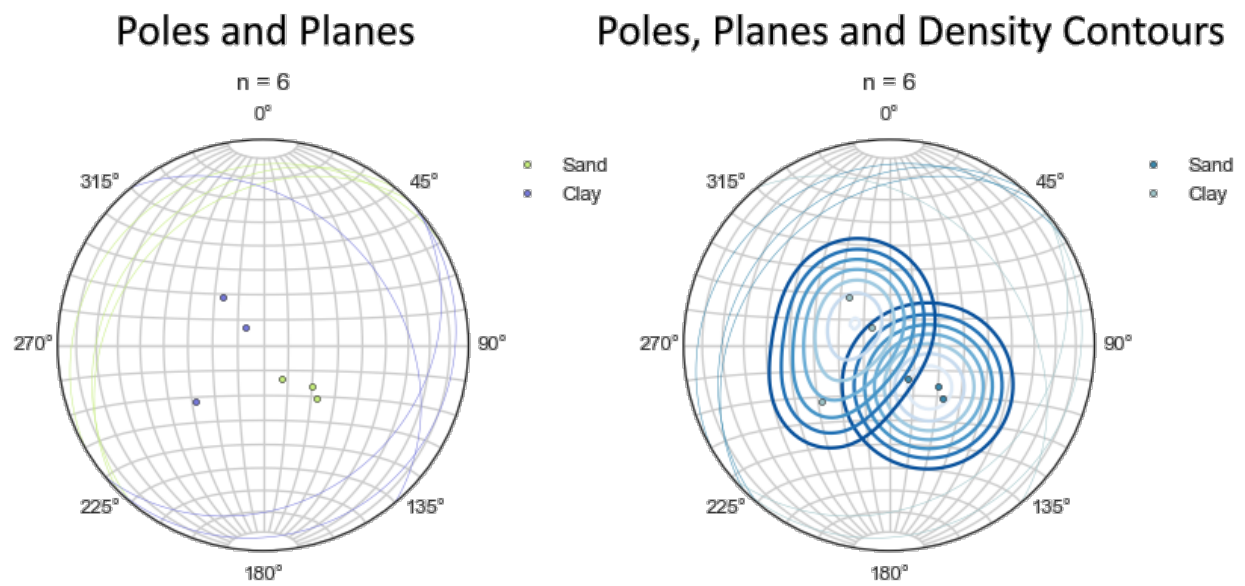 Poles and Planes
n = 6
0°
315°
45°
270°
90°
225°
135°
180°
Sand
Clay
Poles, Planes and Density Contours
n = 6
0°
315°
45°
270°
90°
225°
135°
180°
Sand
Clay